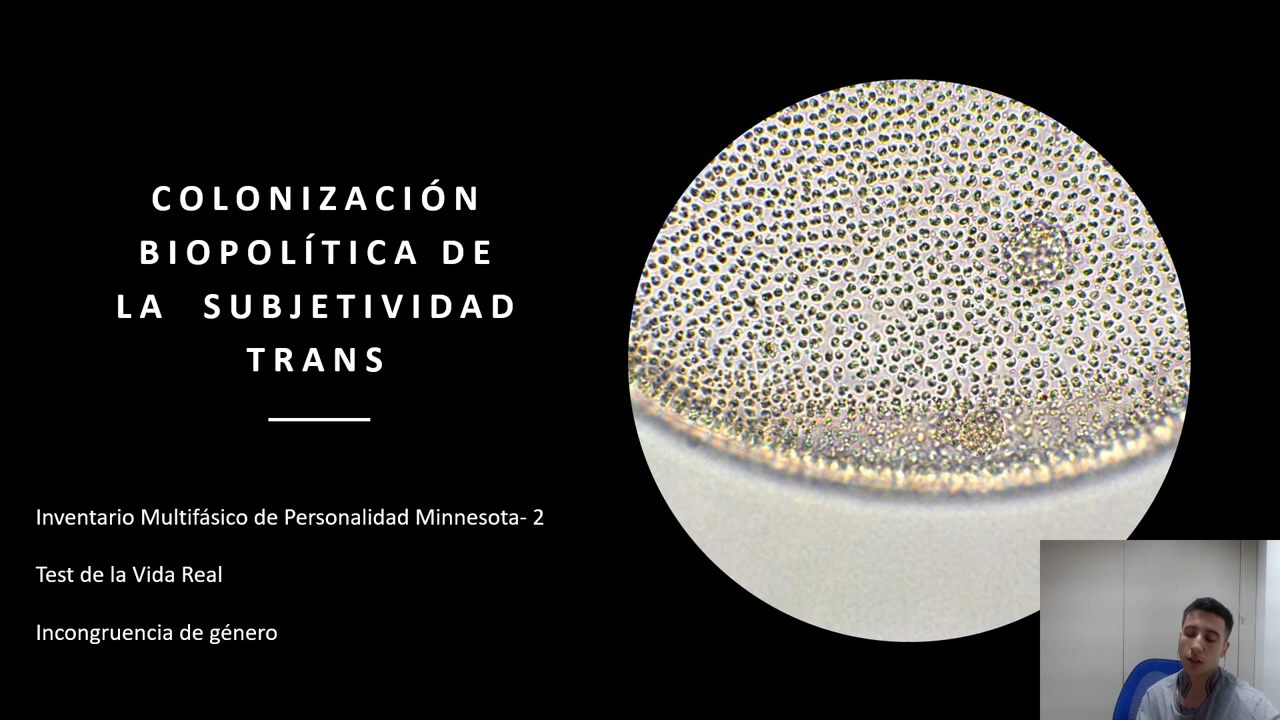 COLONIZACIÓN
BIOPOLÍTICA DE
LA SUBJETIVIDAD
TRANS
Inventario Multifásico de Personalidad Minnesota- 2
Test de la Vida Real
Incongruencia de género